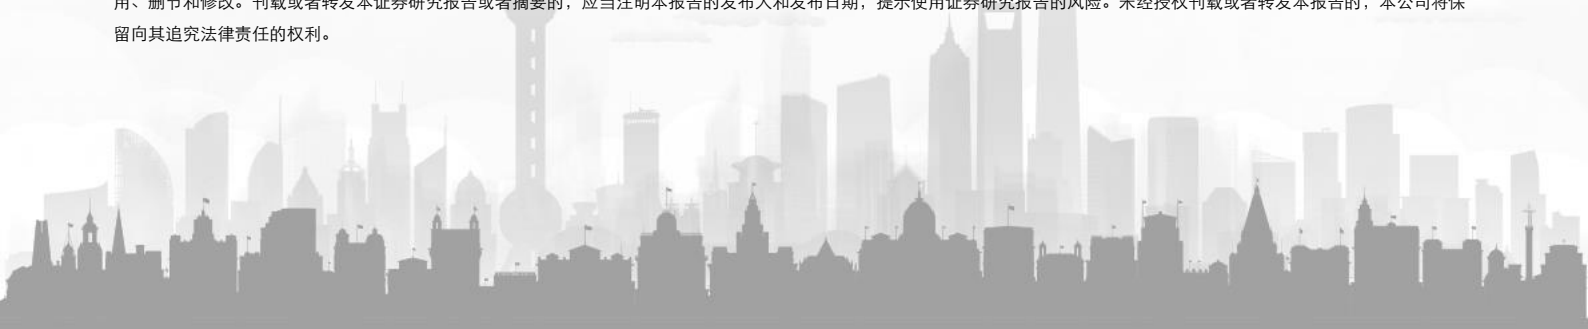 用、删节和修改。刊载或者转发本证券研究报告或者摘要的，应当注明本报告的发布人和发布日期，提示使用证券研究报告的风险。未经授权刊载或者转发本报告的，本公司将保
留向其追究法律责任的权利。